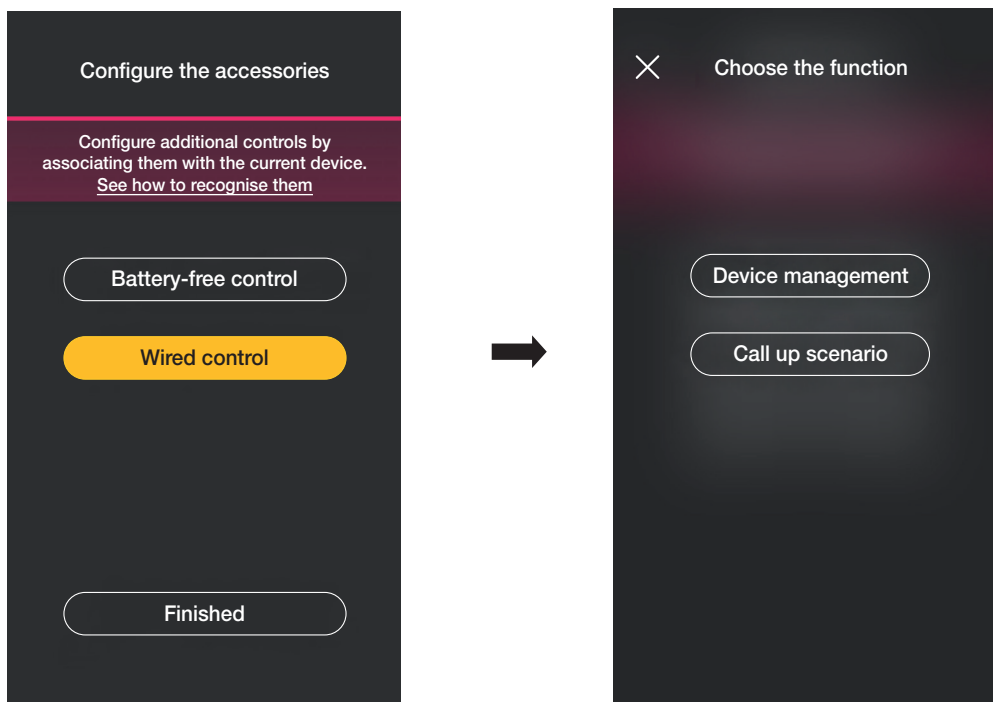 Configure the accessories
Configure additional controls by
associating them with the current device.
See how to recognise them
Battery-free control
Wired control
Finished
Choose the function
Device management
Call up scenario